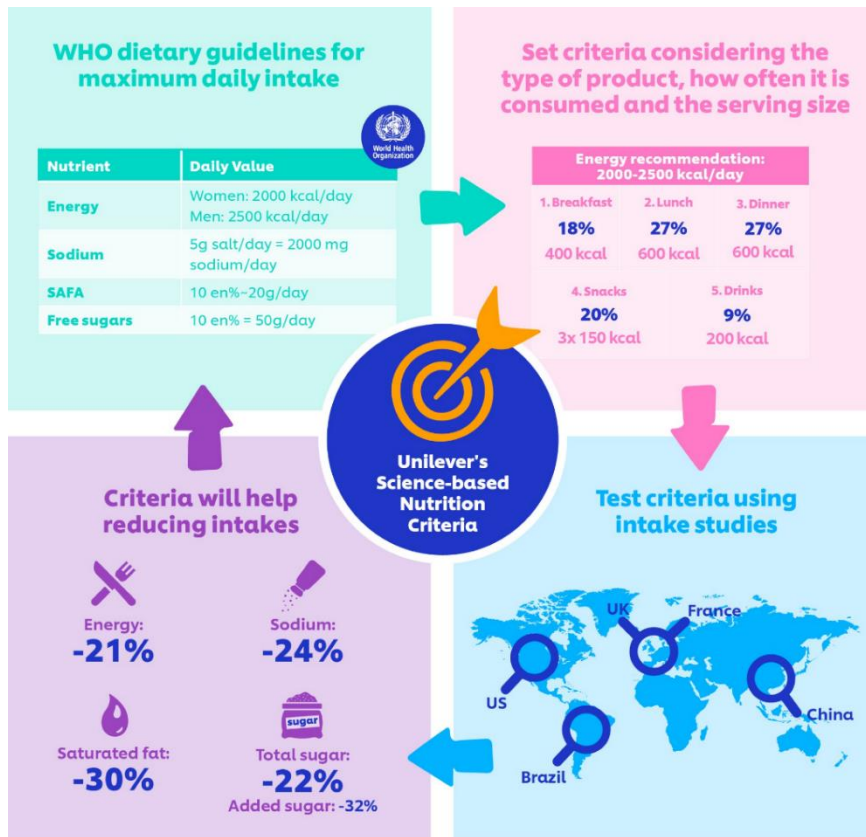 WHO dietary guidelines for
maximum daily intake
World Health
Organization
Nutrient Daily Value
Energy
Women: 2000 kcal/day
Men: 2500 kcal/day
Sodium
5g salt/day = 2000 mg
sodium/day
SAFA 10 en%–20g/day
Free sugars 10 en% = 50g/day
Set criteria considering the
type of product, how often it is
consumed and the serving size
Energy recommendation:
2000-2500 kcal/day
1. Breakfast 2. Lunch 3. Dinner
18% 27% 27%
400 kcal 600 kcal 600 kcal
4. Snacks 5. Drinks
20% 9%
3x 150 kcal 200 kcal
Unilever's
Science-based
Nutrition
Criteria
Test criteria using
intake studies
UK France
US
China
Brazil
Criteria will help
reducing intakes
Energy: Sodium:
-21% -24%
sugar
Saturated fat: Total sugar:
-30% -22%
Added sugar: -32%